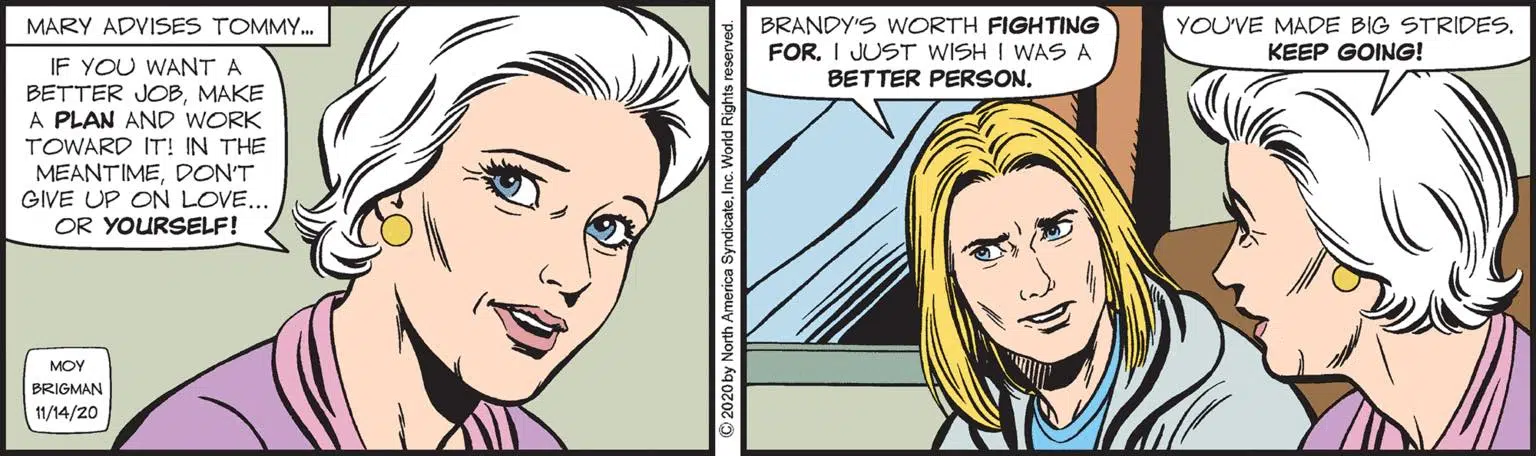 MARY ADVISES TOMMY...
IF YOU WANT A
BETTER JOB, MAKE
A PLAN AND WORK
TOWARD IT! IN THE
MEANTIME, DON'T
GIVE UP ON LOVE...
OR YOURSELF!
MOY
BRIGMAN
11/14/20
© 2020 by North America Syndicate, Inc. World Rights reserved.
BRANDY'S WORTH FIGHTING
FOR. I JUST WISH I WAS A
BETTER PERSON.
YOU'VE MADE BIG STRIDES.
KEEP GOING!